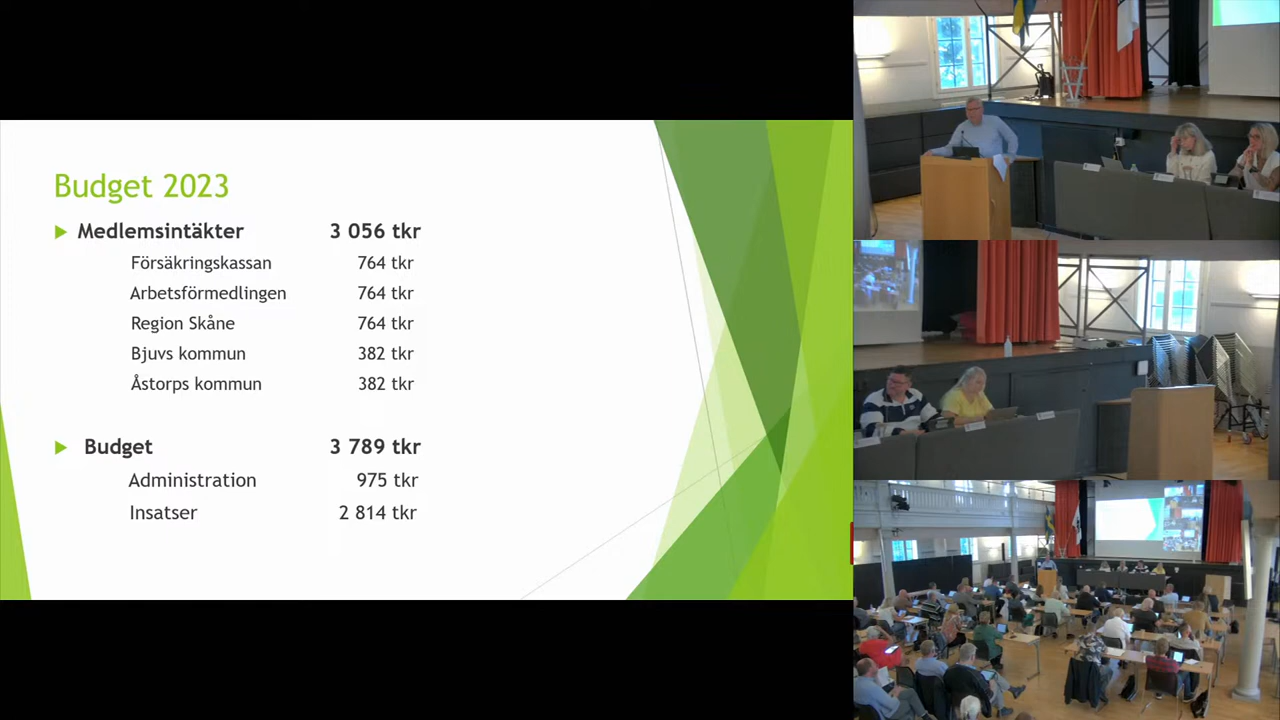 Budget 2023
Medlemsintäkter 3 056 tkr
Försäkringskassan 764 tkr
Arbetsförmedlingen 764 tkr
Region Skåne 764 tkr
Bjuvs kommun 382 tkr
Åstorps kommun 382 tkr
Budget 3 789 tkr
Administration 975 tkr
Insatser 2 814 tkr